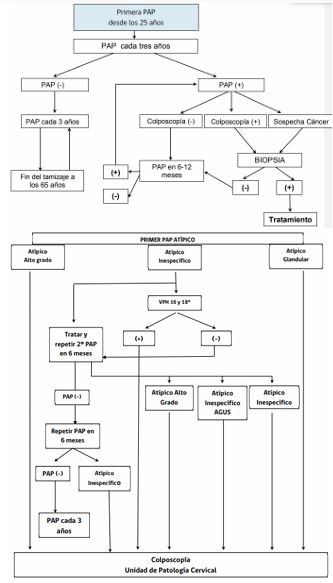 Primera PAP
desde los 25 años
PAP cada tres años
PAP (-)
PAP (+)
PAP cada 3 años
Colposcopía (-)
Colposcopía (+)
Sospecha Cáncer
Fin del tamizaje a
los 65 años
(+)
(-)
PAP en 6-12
meses
BIOPSIA
(-)
(+)
Tratamiento
PRIMER PAP ATÍPICO
Atípico
Alto grado
Atípico
Inespecífico
Atípico
Glandular
VPH 16 y 18*
Tratar y
repetir 2º PAP
en 6 meses
(+)
(-)
PAP (-)
Atípico Alto
Grado
Atípico
Inespecífico
AGUS
Atípico
Inespecífico
Repetir PAP en
6 meses
PAP (-)
Atípico
Inespecífico
PAP cada 3
años
Colposcopía
Unidad de Patología Cervical